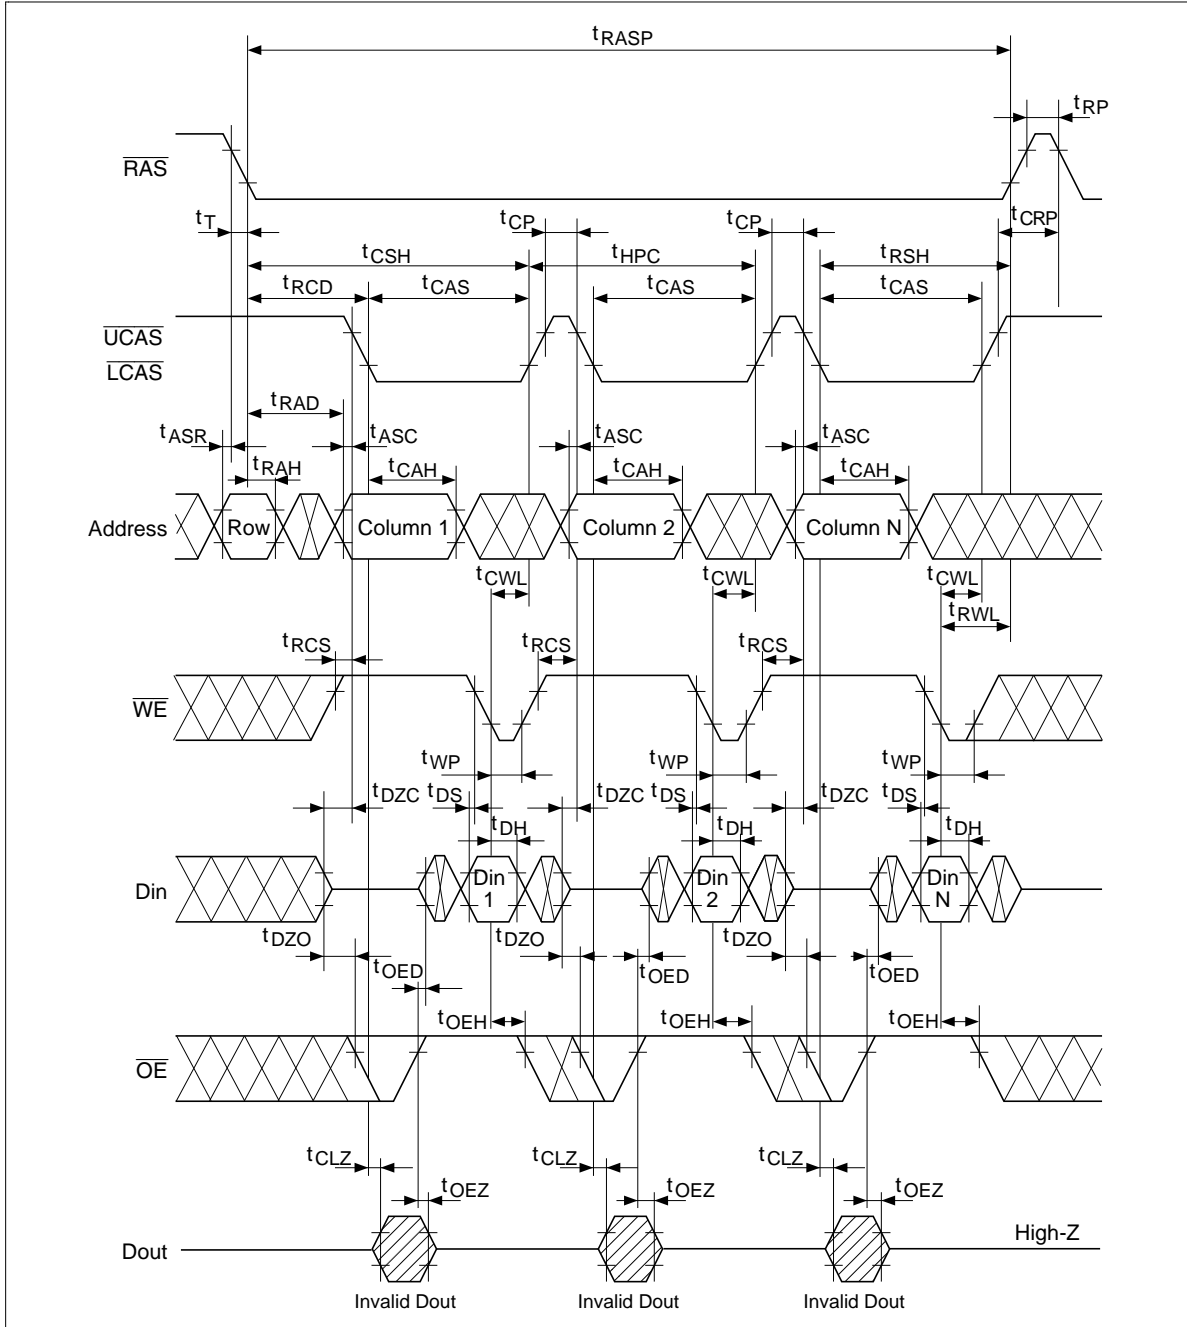 tRASP
tRP
RAS
tT
tCP
tCP
tCRP
tCSH
tHPC
tRSH
tRCD
tCAS
tCAS
tCAS
UCAS
LCAS
tRAD
tASR
tASC
tASC
tASC
tRAH
tCAH
tCAH
tCAH
Address
Row
Column 1
Column 2
Column N
tCWL
tCWL
tCWL
tRWL
tRCS
tRCS
tRCS
WE
tWP
tWP
tWP
tDZC
tDS
tDZC
tDS
tDZC
tDS
tDH
tDH
tDH
Din
Din
1
Din
2
Din
N
tDZO
tDZO
tDZO
tOED
tOED
tOED
tOEH
tOEH
tOEH
OE
tCLZ
tCLZ
tCLZ
tOEZ
tOEZ
tOEZ
Dout
High-Z
Invalid Dout
Invalid Dout
Invalid Dout